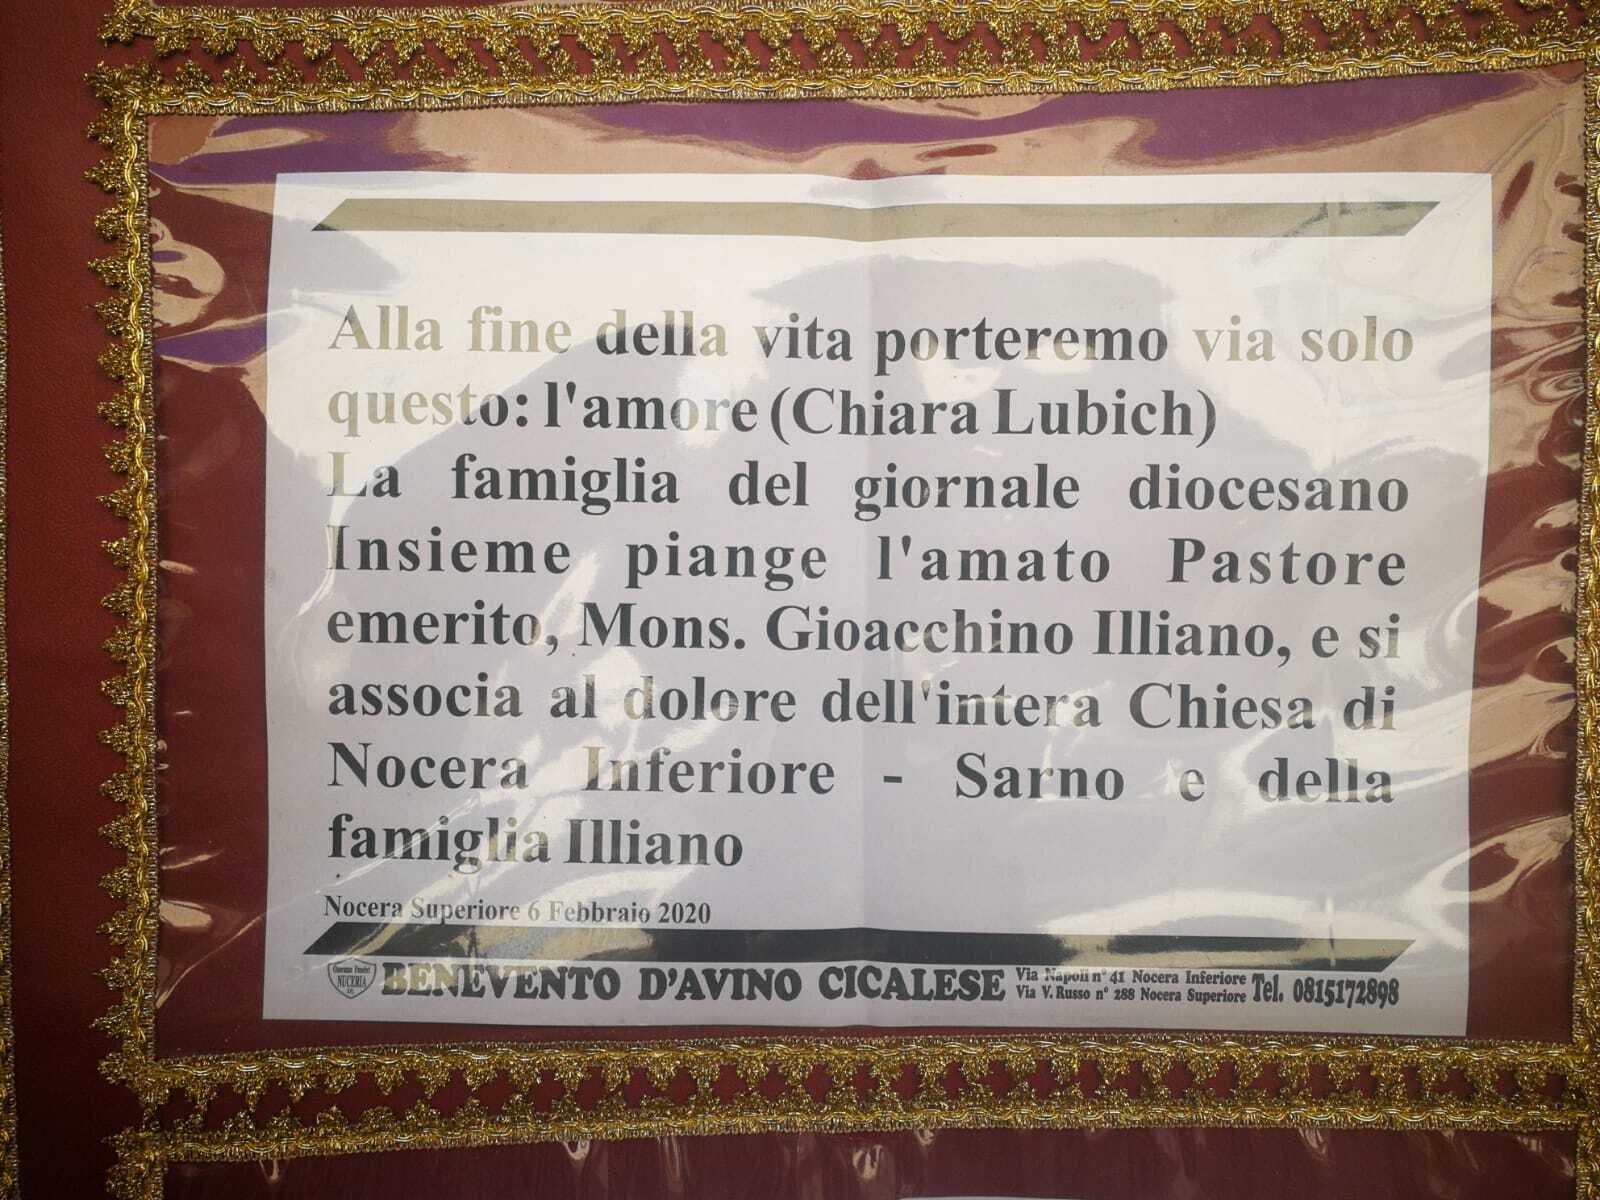 Alla fine della vita porteremo via solo
questo: l'amore (Chiara Lubich)
La famiglia del giornale diocesano
Insieme piange l'amato Pastore
emerito, Mons. Gioacchino Illiano, e si
associa al dolore dell'intera Chiesa di
Nocera Inferiore - Sarno e della
famiglia Illiano
Nocera Superiore 6 Febbraio 2020
Onoranze Funebri
NUCERIA
BENEVENTO D'AVINO CICALESE
Via Napoli n° 41 Nocera Inferiore
Via V. Russo n° 288 Nocera Superiore
Tel. 0815172898